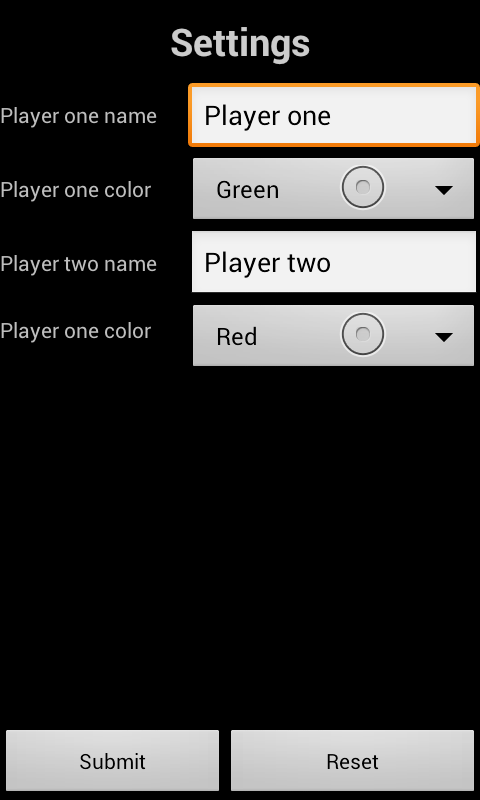 Settings
Player one name
Player one
Player one color
Green
Player two name
Player two
Player one color
Red
Submit
Reset